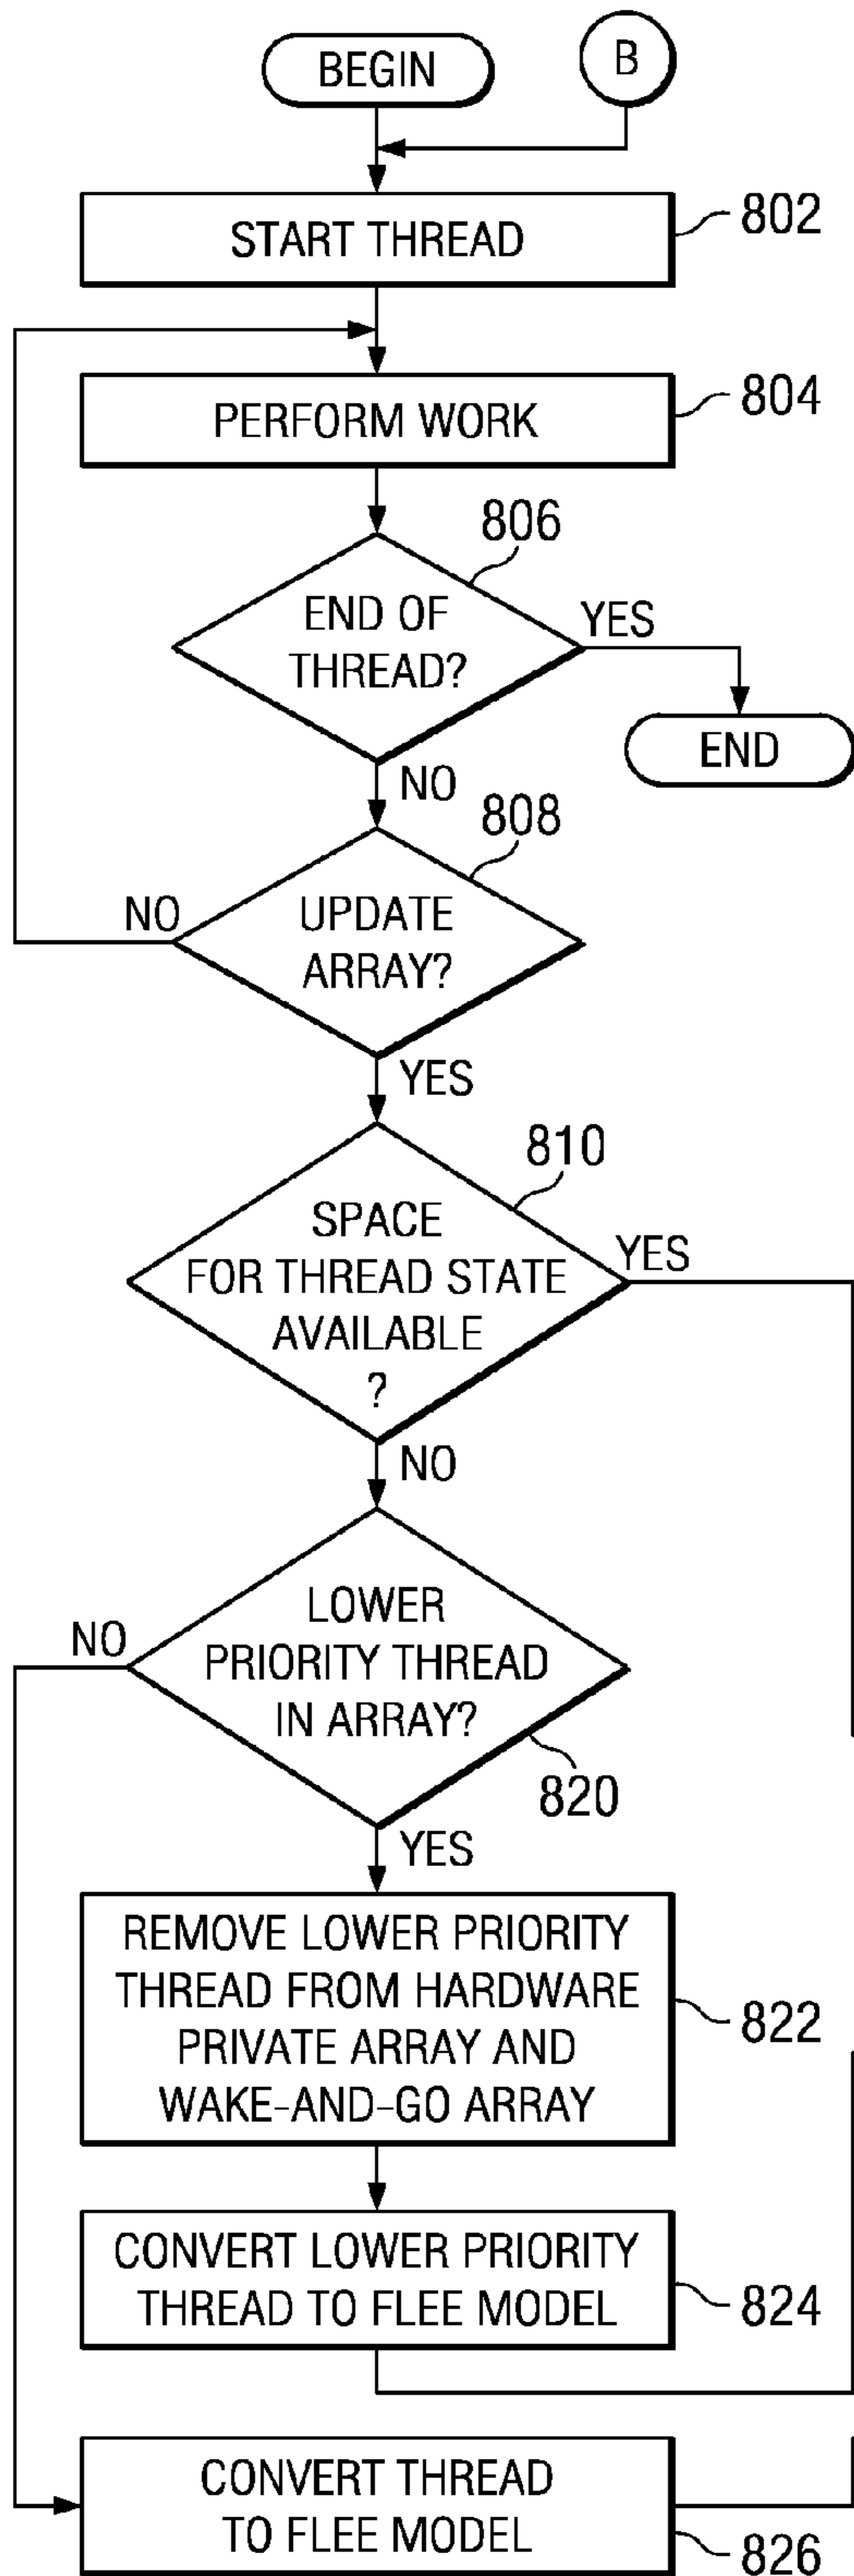 BEGIN
B
START THREAD
802
PERFORM WORK
804
806
END OF
THREAD?
YES
END
NO
808
UPDATE
ARRAY?
NO
YES
810
SPACE
FOR THREAD STATE
AVAILABLE
?
YES
NO
LOWER
PRIORITY THREAD
IN ARRAY?
NO
820
YES
REMOVE LOWER PRIORITY
THREAD FROM HARDWARE
PRIVATE ARRAY AND
WAKE-AND-GO ARRAY
822
CONVERT LOWER PRIORITY
THREAD TO FLEE MODEL
824
CONVERT THREAD
TO FLEE MODEL
826